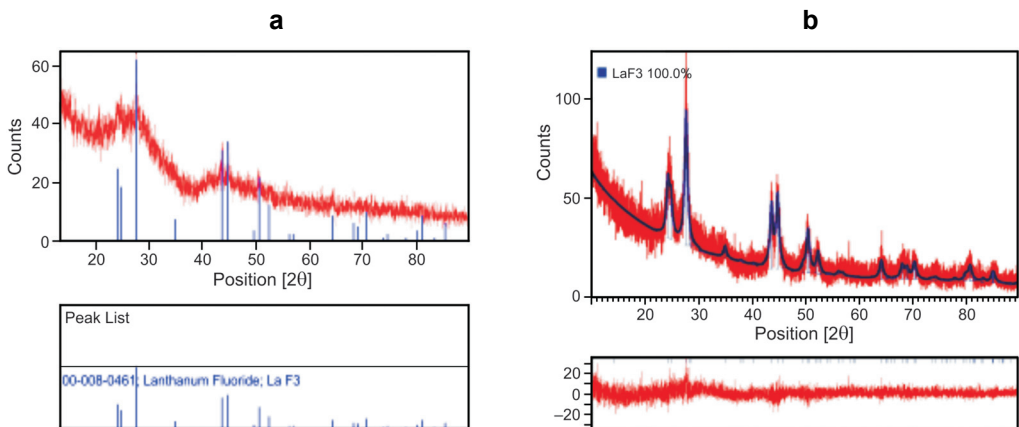 a
60
40
20
0
Counts
20 30 40 50 60 70 80
Position [2θ]
Peak List
00-008-0461; Lanthanum Fluoride; La F3
b
LaF3 100.0%
100
50
0
Counts
20 30 40 50 60 70 80
Position [2θ]
20
0
−20